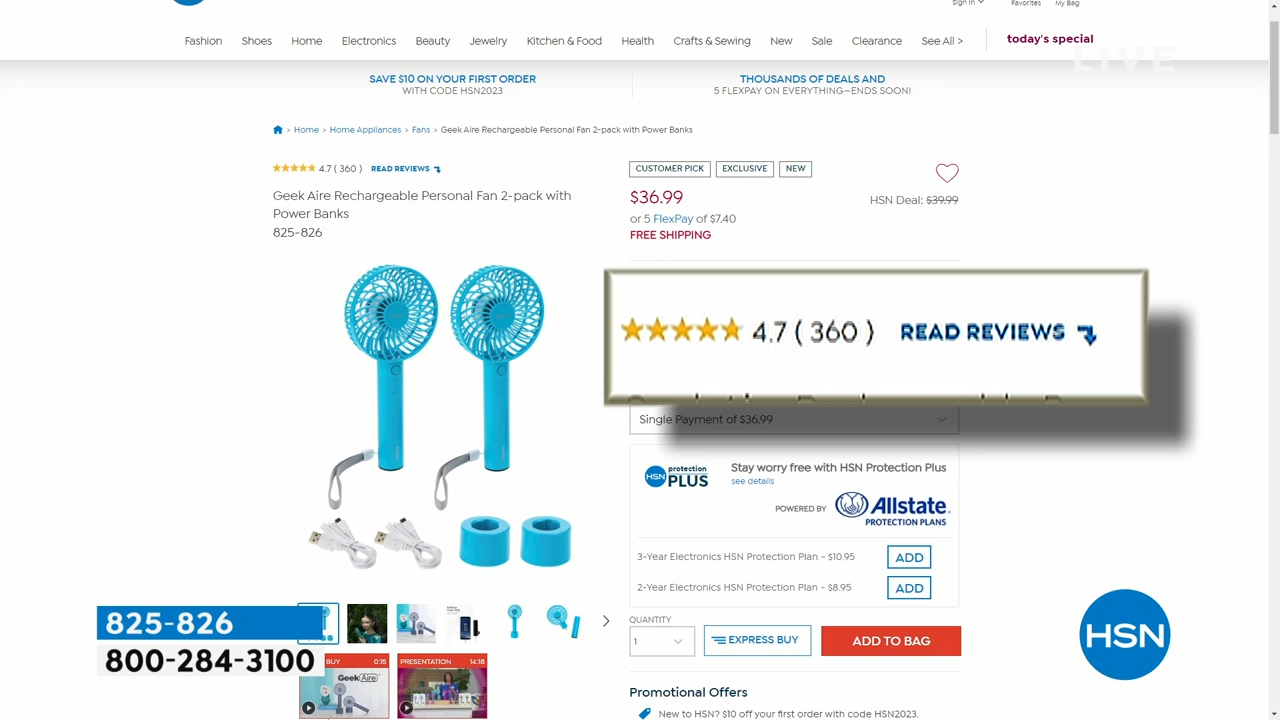 Sign In
Favorites
My Bag
Fashion Shoes Home Electronics Beauty Jewelry Kitchen & Food Health Crafts & Sewing New Sale Clearance See All >
today's special
LIVE
SAVE $10 ON YOUR FIRST ORDER
WITH CODE HSN2023
THOUSANDS OF DEALS AND
5 FLEXPAY ON EVERYTHING—ENDS SOON!
> Home > Home Appliances > Fans > Geek Aire Rechargeable Personal Fan 2-pack with Power Banks
4.7 ( 360 ) READ REVIEWS
Geek Aire Rechargeable Personal Fan 2-pack with
Power Banks
825-826
CUSTOMER PICK EXCLUSIVE NEW
$36.99
HSN Deal: $39.99
or 5 FlexPay of $7.40
FREE SHIPPING
4.7 ( 360 ) READ REVIEWS
Single Payment of $36.99
HSN protection PLUS
Stay worry free with HSN Protection Plus
see details
POWERED BY Allstate
PROTECTION PLANS
3-Year Electronics HSN Protection Plan - $10.95 ADD
2-Year Electronics HSN Protection Plan - $8.95 ADD
QUANTITY
1
EXPRESS BUY
ADD TO BAG
825-826
800-284-3100
BUY 0:15
GeekAire
PRESENTATION 14:18
HSN
Promotional Offers
New to HSN? $10 off your first order with code HSN2023.